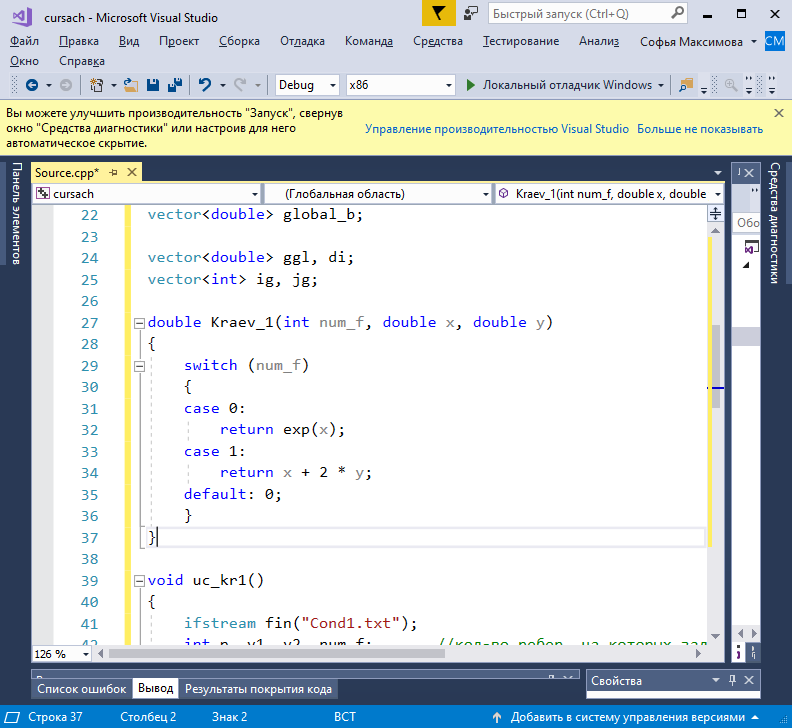 cursach - Microsoft Visual Studio
Быстрый запуск (Ctrl+Q)
Файл Правка Вид Проект Сборка Отладка Команда Средства Тестирование Анализ Софья Максимова СМ
Окно Справка
Debug x86 Локальный отладчик Windows
Вы можете улучшить производительность "Запуск", свернув
окно "Средства диагностики" или настроив для него
автоматическое скрытие.
Управление производительностью Visual Studio Больше не показывать
Панель элементов
Source.cpp*
cursach (Глобальная область) Kraev_1(int num_f, double x, double
22 vector<double> global_b;
23
24 vector<double> ggl, di;
25 vector<int> ig, jg;
26
27 double Kraev_1(int num_f, double x, double y)
28 {
29 switch (num_f)
30 {
31 case 0:
32 return exp(x);
33 case 1:
34 return x + 2 * y;
35 default: 0;
36 }
37 }
38
39 void uc_kr1()
40 {
41 ifstream fin("Cond1.txt");
42 int n, v1, v2, num_f; //кол-во ребер, на которых зад
126 %
Обо
Средства диагностики
Список ошибок Вывод Результаты покрытия кода
Свойства
Строка 37 Столбец 2 Знак 2 ВСТ Добавить в систему управления версиями